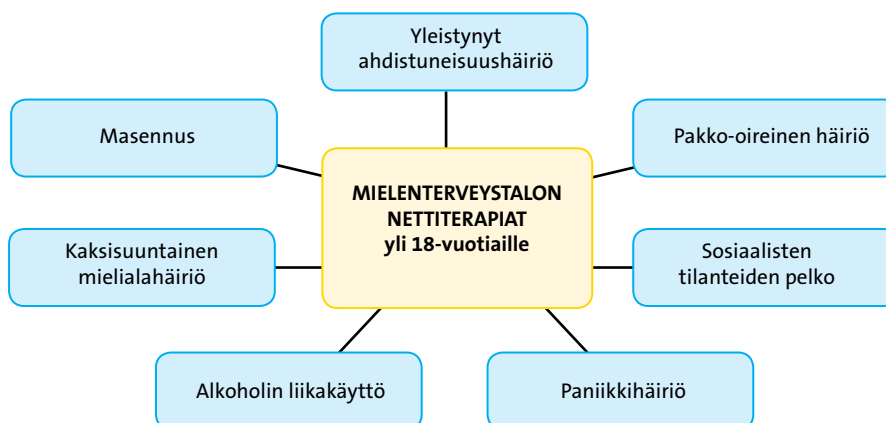 Yleistynyt
ahdistuneisuushäiriö
Masennus
Pakko-oireinen häiriö
MIELENTERVEYSTALON
NETTITERAPIAT
yli 18-vuotiaille
Kaksisuuntainen
mielialahäiriö
Sosiaalisten
tilanteiden pelko
Alkoholin liikakäyttö
Paniikkihäiriö